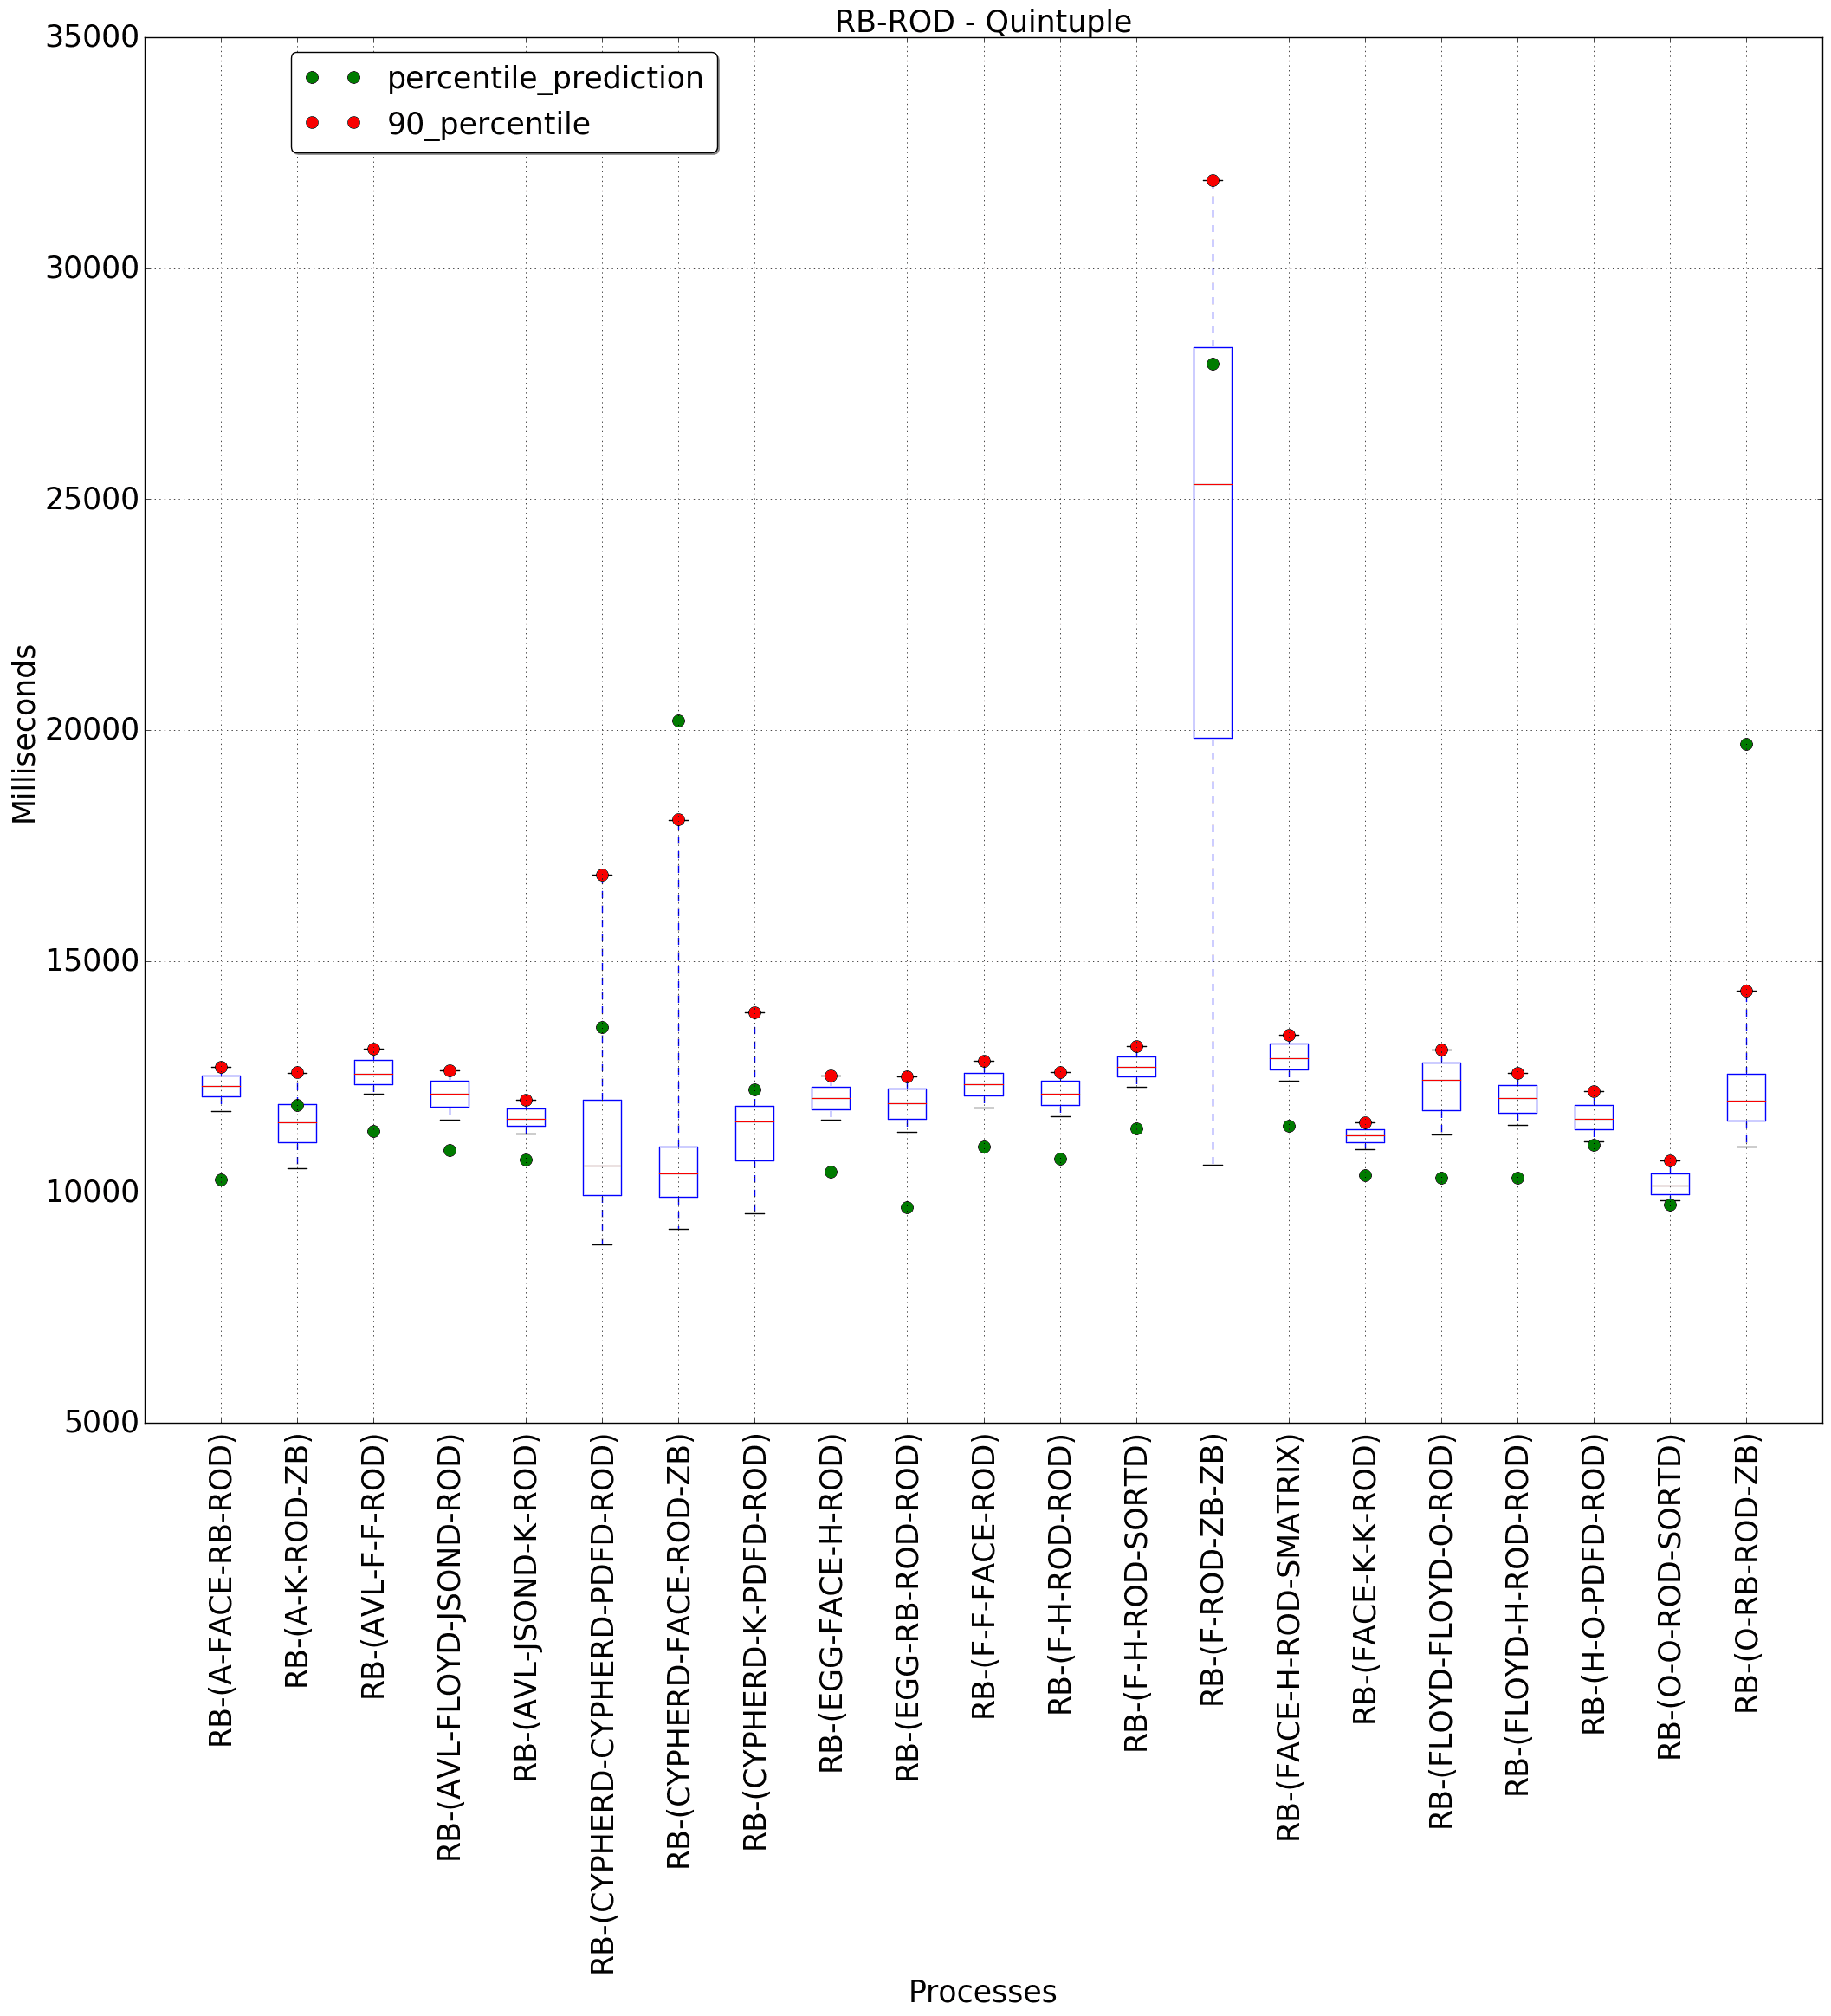 RB-ROD - Quintuple
percentile_prediction
90_percentile
35000
30000
25000
20000
15000
10000
5000
Milliseconds
RB-(A-FACE-RB-ROD)
RB-(A-K-ROD-ZB)
RB-(AVL-F-F-ROD)
RB-(AVL-FLOYD-JSOND-ROD)
RB-(AVL-JSOND-K-ROD)
RB-(CYPHERD-CYPHERD-PDFD-ROD)
RB-(CYPHERD-FACE-ROD-ZB)
RB-(CYPHERD-K-PDFD-ROD)
RB-(EGG-FACE-H-ROD)
RB-(EGG-RB-ROD-ROD)
RB-(F-F-FACE-ROD)
RB-(F-H-ROD-ROD)
RB-(F-H-ROD-SORTD)
RB-(F-ROD-ZB-ZB)
RB-(FACE-H-ROD-SMATRIX)
RB-(FACE-K-K-ROD)
RB-(FLOYD-FLOYD-O-ROD)
RB-(FLOYD-H-ROD-ROD)
RB-(H-O-PDFD-ROD)
RB-(O-O-ROD-SORTD)
RB-(O-RB-ROD-ZB)
Processes